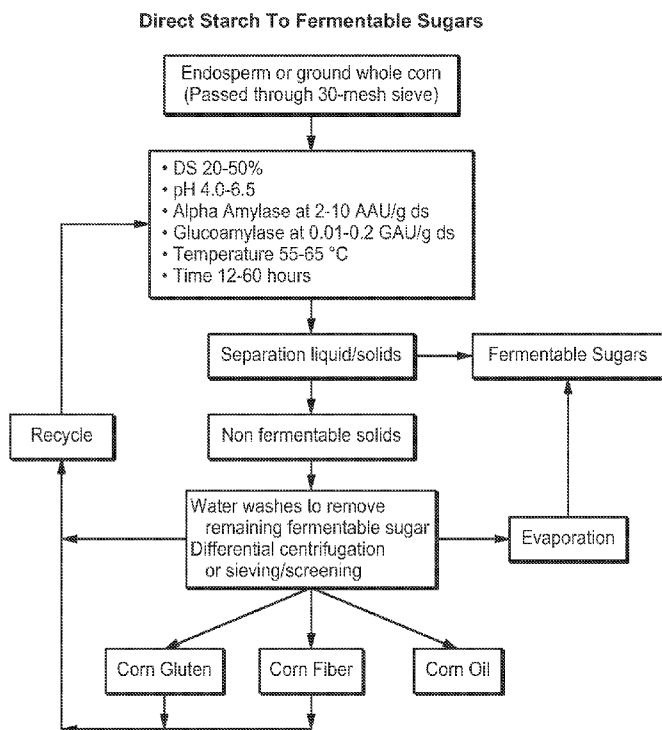 Direct Starch To Fermentable Sugars
Endosperm or ground whole corn
(Passed through 30-mesh sieve)
• DS 20-50%
• pH 4.0-6.5
• Alpha Amylase at 2-10 AAU/g ds
• Glucoamylase at 0.01-0.2 GAU/g ds
• Temperature 55-65 °C
• Time 12-60 hours
Separation liquid/solids
Fermentable Sugars
Recycle
Non fermentable solids
Water washes to remove
remaining fermentable sugar
Differential centrifugation
or sieving/screening
Evaporation
Corn Gluten
Corn Fiber
Corn Oil